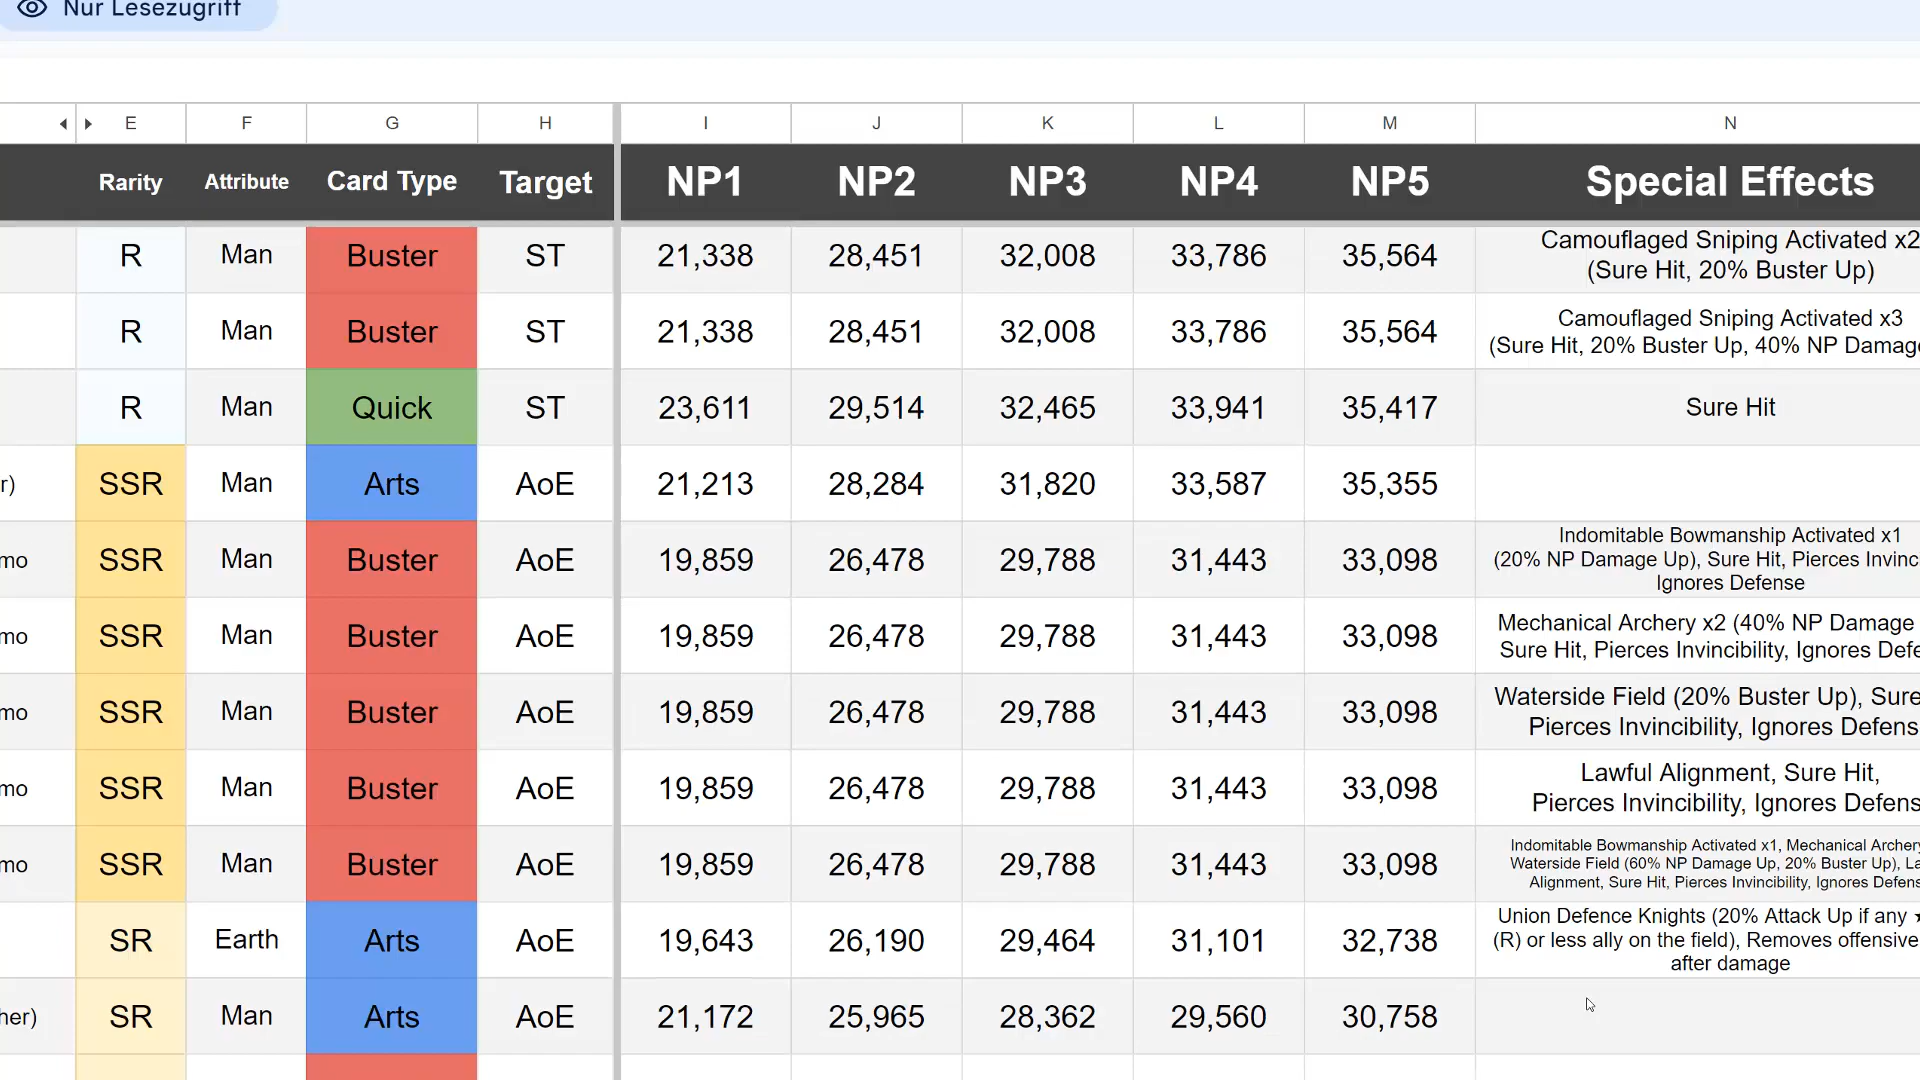 Nur Lesezugriff
E F G H I J K L M N
Rarity Attribute Card Type Target NP1 NP2 NP3 NP4 NP5 Special Effects
R Man Buster ST 21,338 28,451 32,008 33,786 35,564 Camouflaged Sniping Activated x2
(Sure Hit, 20% Buster Up)
R Man Buster ST 21,338 28,451 32,008 33,786 35,564 Camouflaged Sniping Activated x3
(Sure Hit, 20% Buster Up, 40% NP Damage
R Man Quick ST 23,611 29,514 32,465 33,941 35,417 Sure Hit
r) SSR Man Arts AoE 21,213 28,284 31,820 33,587 35,355
mo SSR Man Buster AoE 19,859 26,478 29,788 31,443 33,098 Indomitable Bowmanship Activated x1
(20% NP Damage Up), Sure Hit, Pierces Invinc
Ignores Defense
mo SSR Man Buster AoE 19,859 26,478 29,788 31,443 33,098 Mechanical Archery x2 (40% NP Damage
Sure Hit, Pierces Invincibility, Ignores Defe
mo SSR Man Buster AoE 19,859 26,478 29,788 31,443 33,098 Waterside Field (20% Buster Up), Sure
Pierces Invincibility, Ignores Defens
mo SSR Man Buster AoE 19,859 26,478 29,788 31,443 33,098 Lawful Alignment, Sure Hit,
Pierces Invincibility, Ignores Defens
mo SSR Man Buster AoE 19,859 26,478 29,788 31,443 33,098 Indomitable Bowmanship Activated x1, Mechanical Archery
Waterside Field (60% NP Damage Up, 20% Buster Up), La
Alignment, Sure Hit, Pierces Invincibility, Ignores Defens
SR Earth Arts AoE 19,643 26,190 29,464 31,101 32,738 Union Defence Knights (20% Attack Up if any ★
(R) or less ally on the field), Removes offensive
after damage
her) SR Man Arts AoE 21,172 25,965 28,362 29,560 30,758